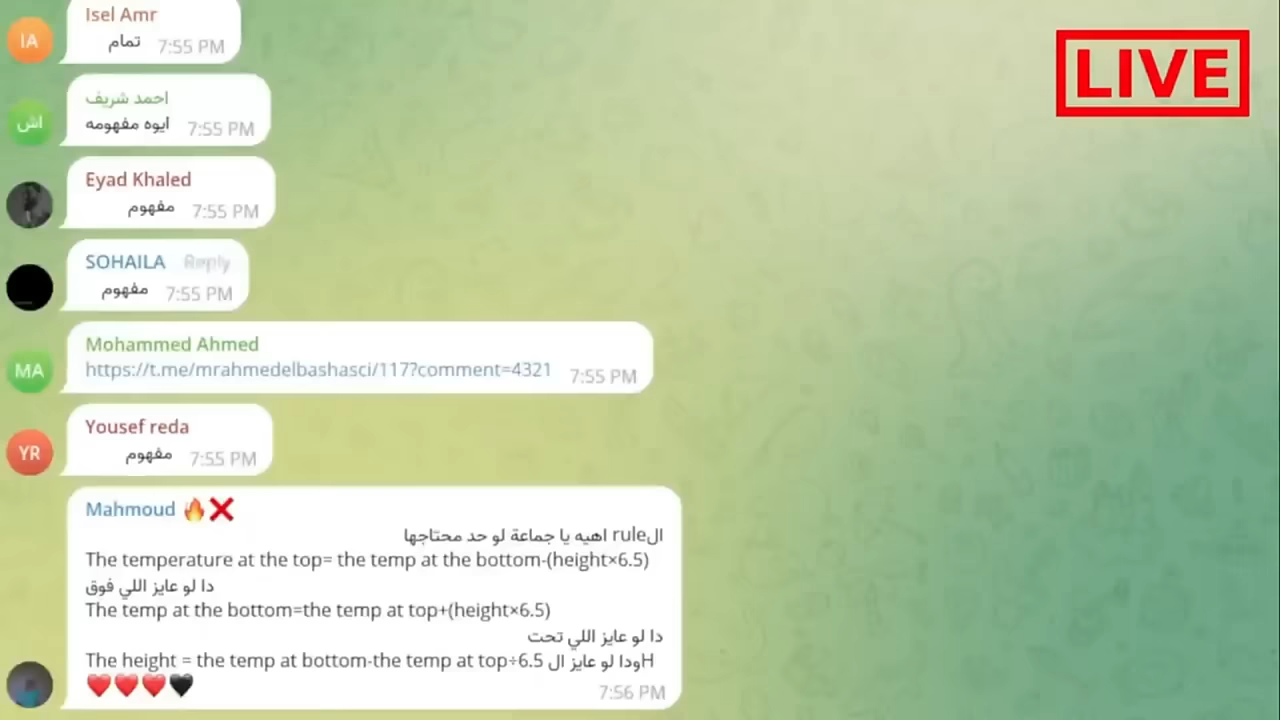 Isel Amr
IA
تمام 7:55 PM
LIVE
احمد شريف
اش
ايوه مفهومه 7:55 PM
Eyad Khaled
مفهوم 7:55 PM
SOHAILA Reply
مفهوم 7:55 PM
Mohammed Ahmed
MA
https://t.me/mrahmedelbashasci/117?comment=4321 7:55 PM
Yousef reda
YR
مفهوم 7:55 PM
Mahmoud 🔥❌
الrule اهيه يا جماعة لو حد محتاجها
The temperature at the top= the temp at the bottom-(height×6.5)
دا لو عايز اللي فوق
The temp at the bottom=the temp at top+(height×6.5)
دا لو عايز اللي تحت
The height = the temp at bottom-the temp at top÷6.5 ودا لو عايز ال H
❤️❤️❤️🖤 7:56 PM